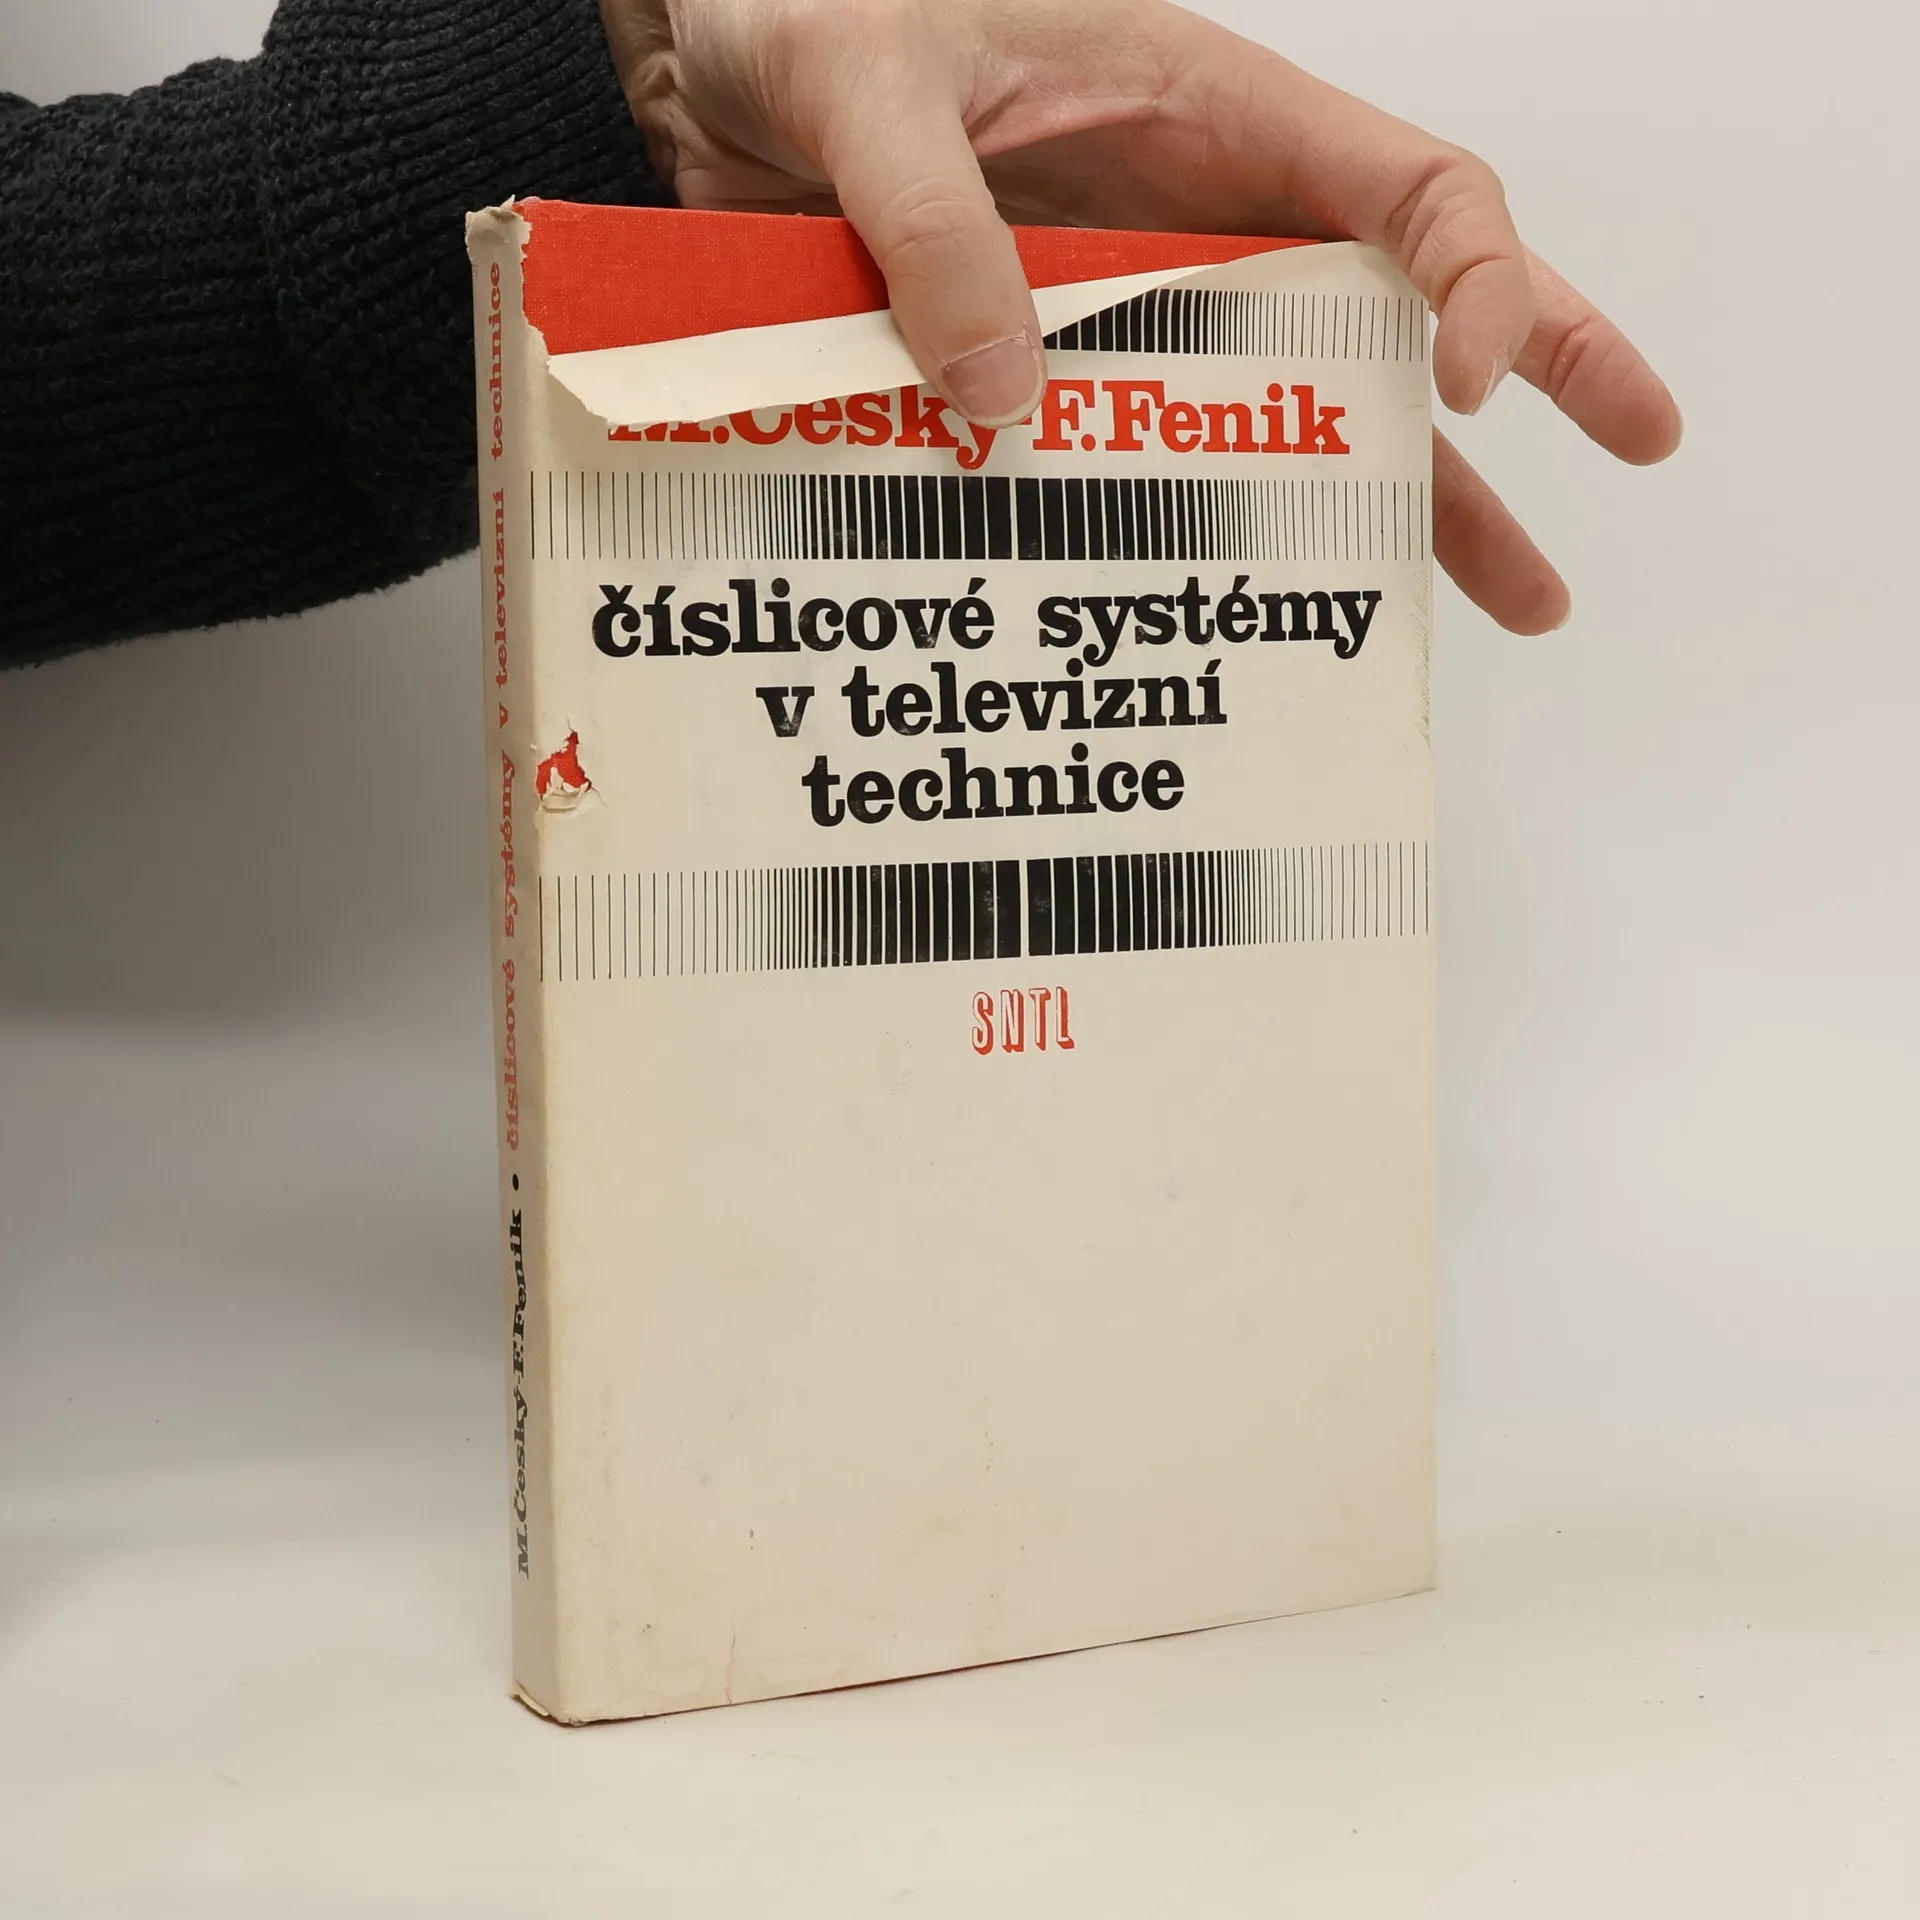 M.Český-F.Fenik
číslicové systémy
v televizní
technice
SNTL
M.Český-F.Fenik • číslicové systémy v televizní technice